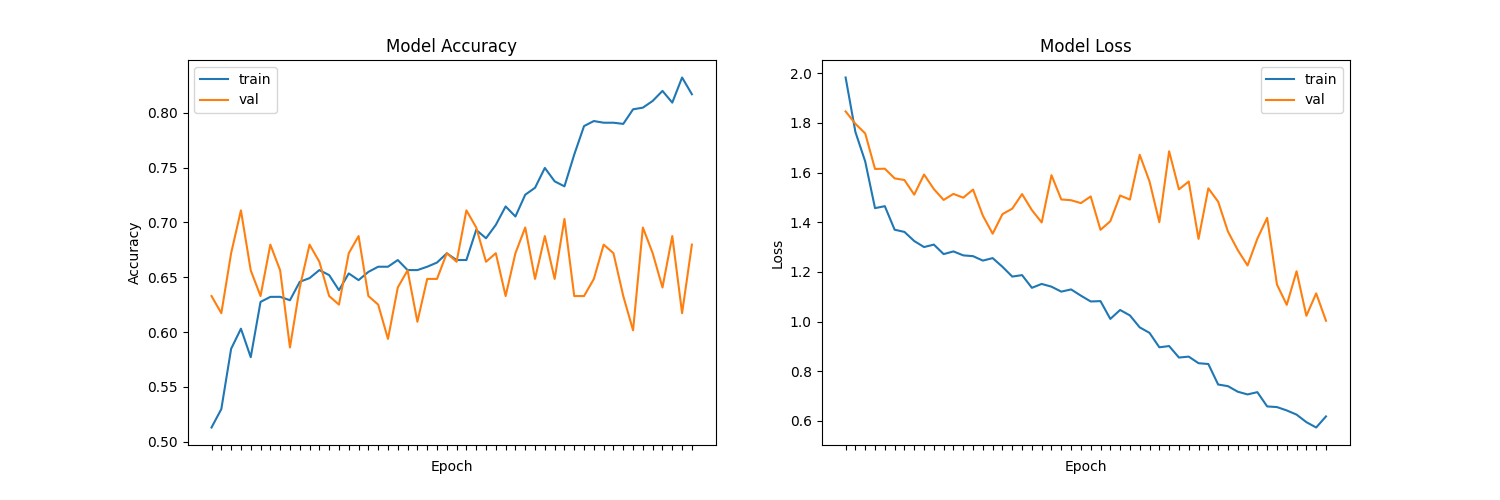 Model Accuracy
train
val
0.80
0.75
0.70
0.65
0.60
0.55
0.50
Accuracy
Epoch
Model Loss
train
val
2.0
1.8
1.6
1.4
1.2
1.0
0.8
0.6
Loss
Epoch